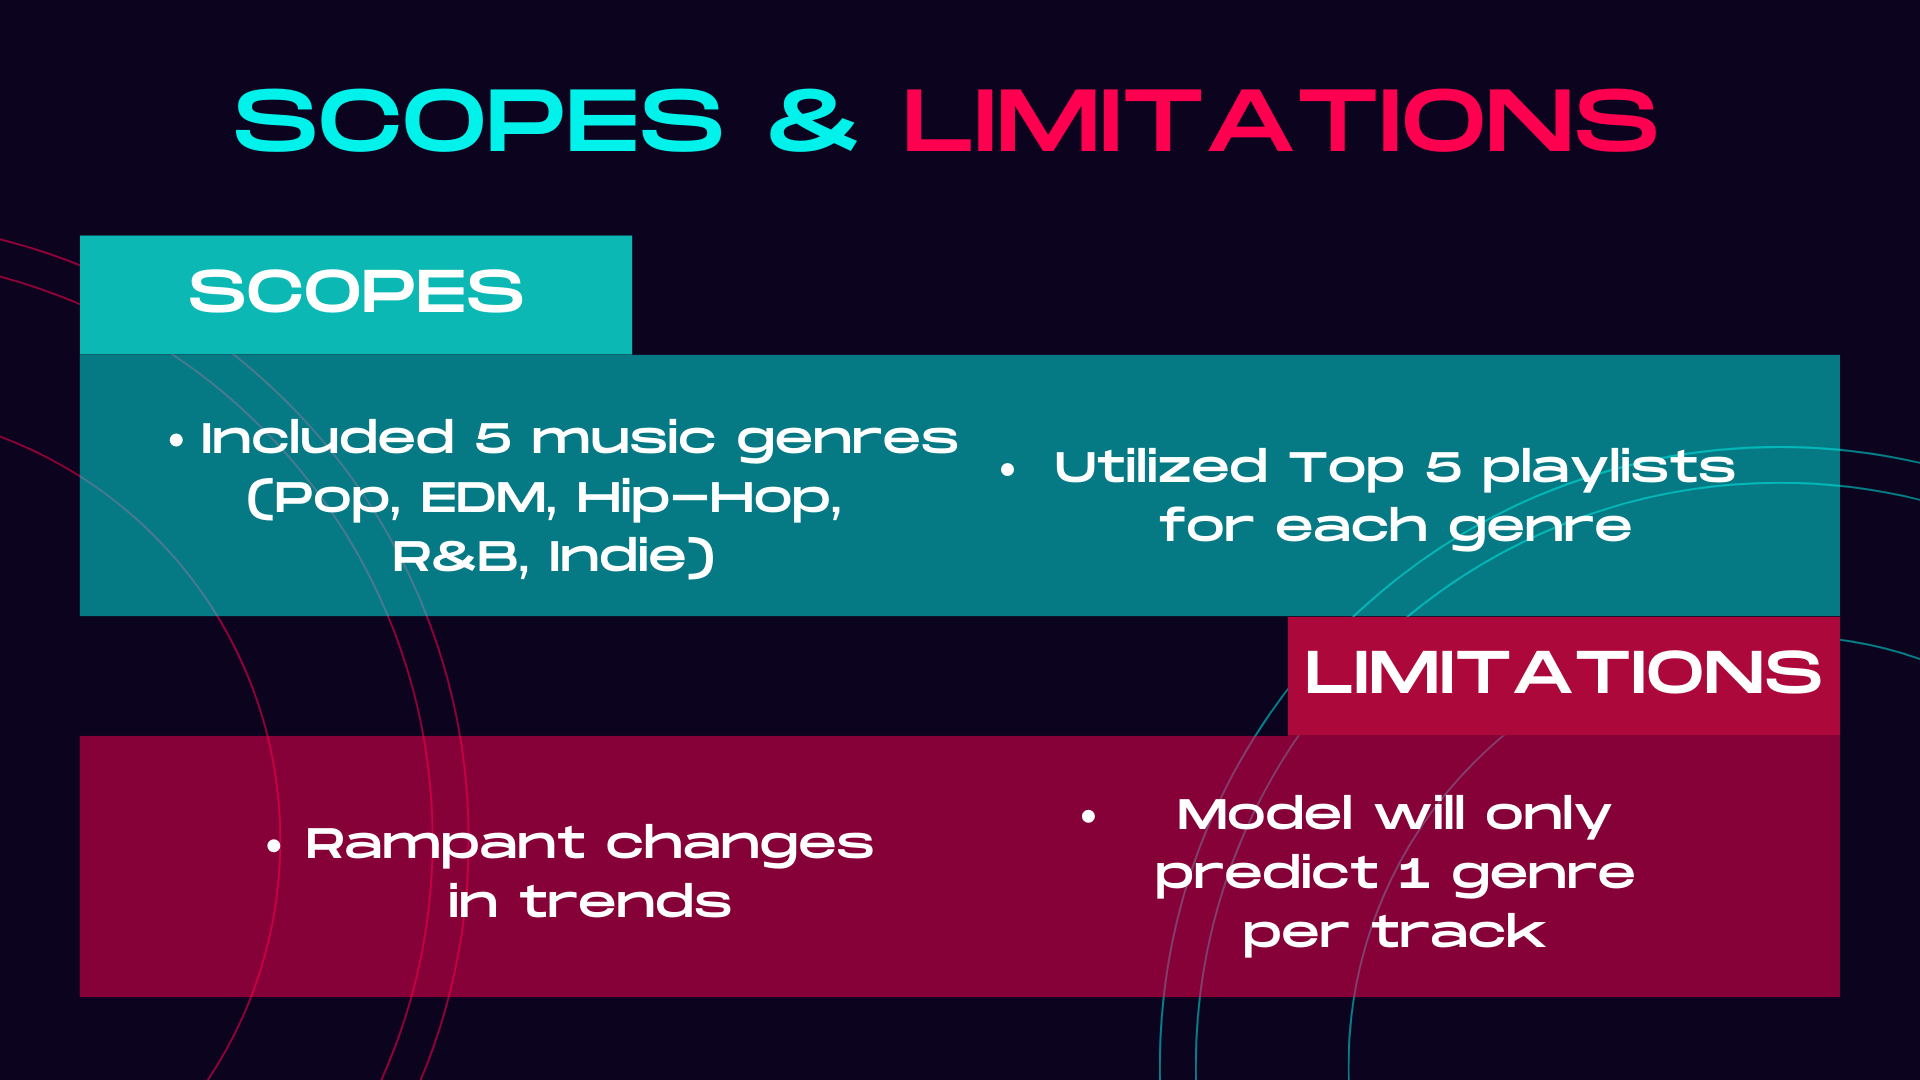 SCOPES & LIMITATIONS
SCOPES
• Included 5 music genres
(Pop, EDM, Hip-Hop,
R&B, Indie)
• Utilized Top 5 playlists
for each genre
LIMITATIONS
• Rampant changes
in trends
• Model will only
predict 1 genre
per track